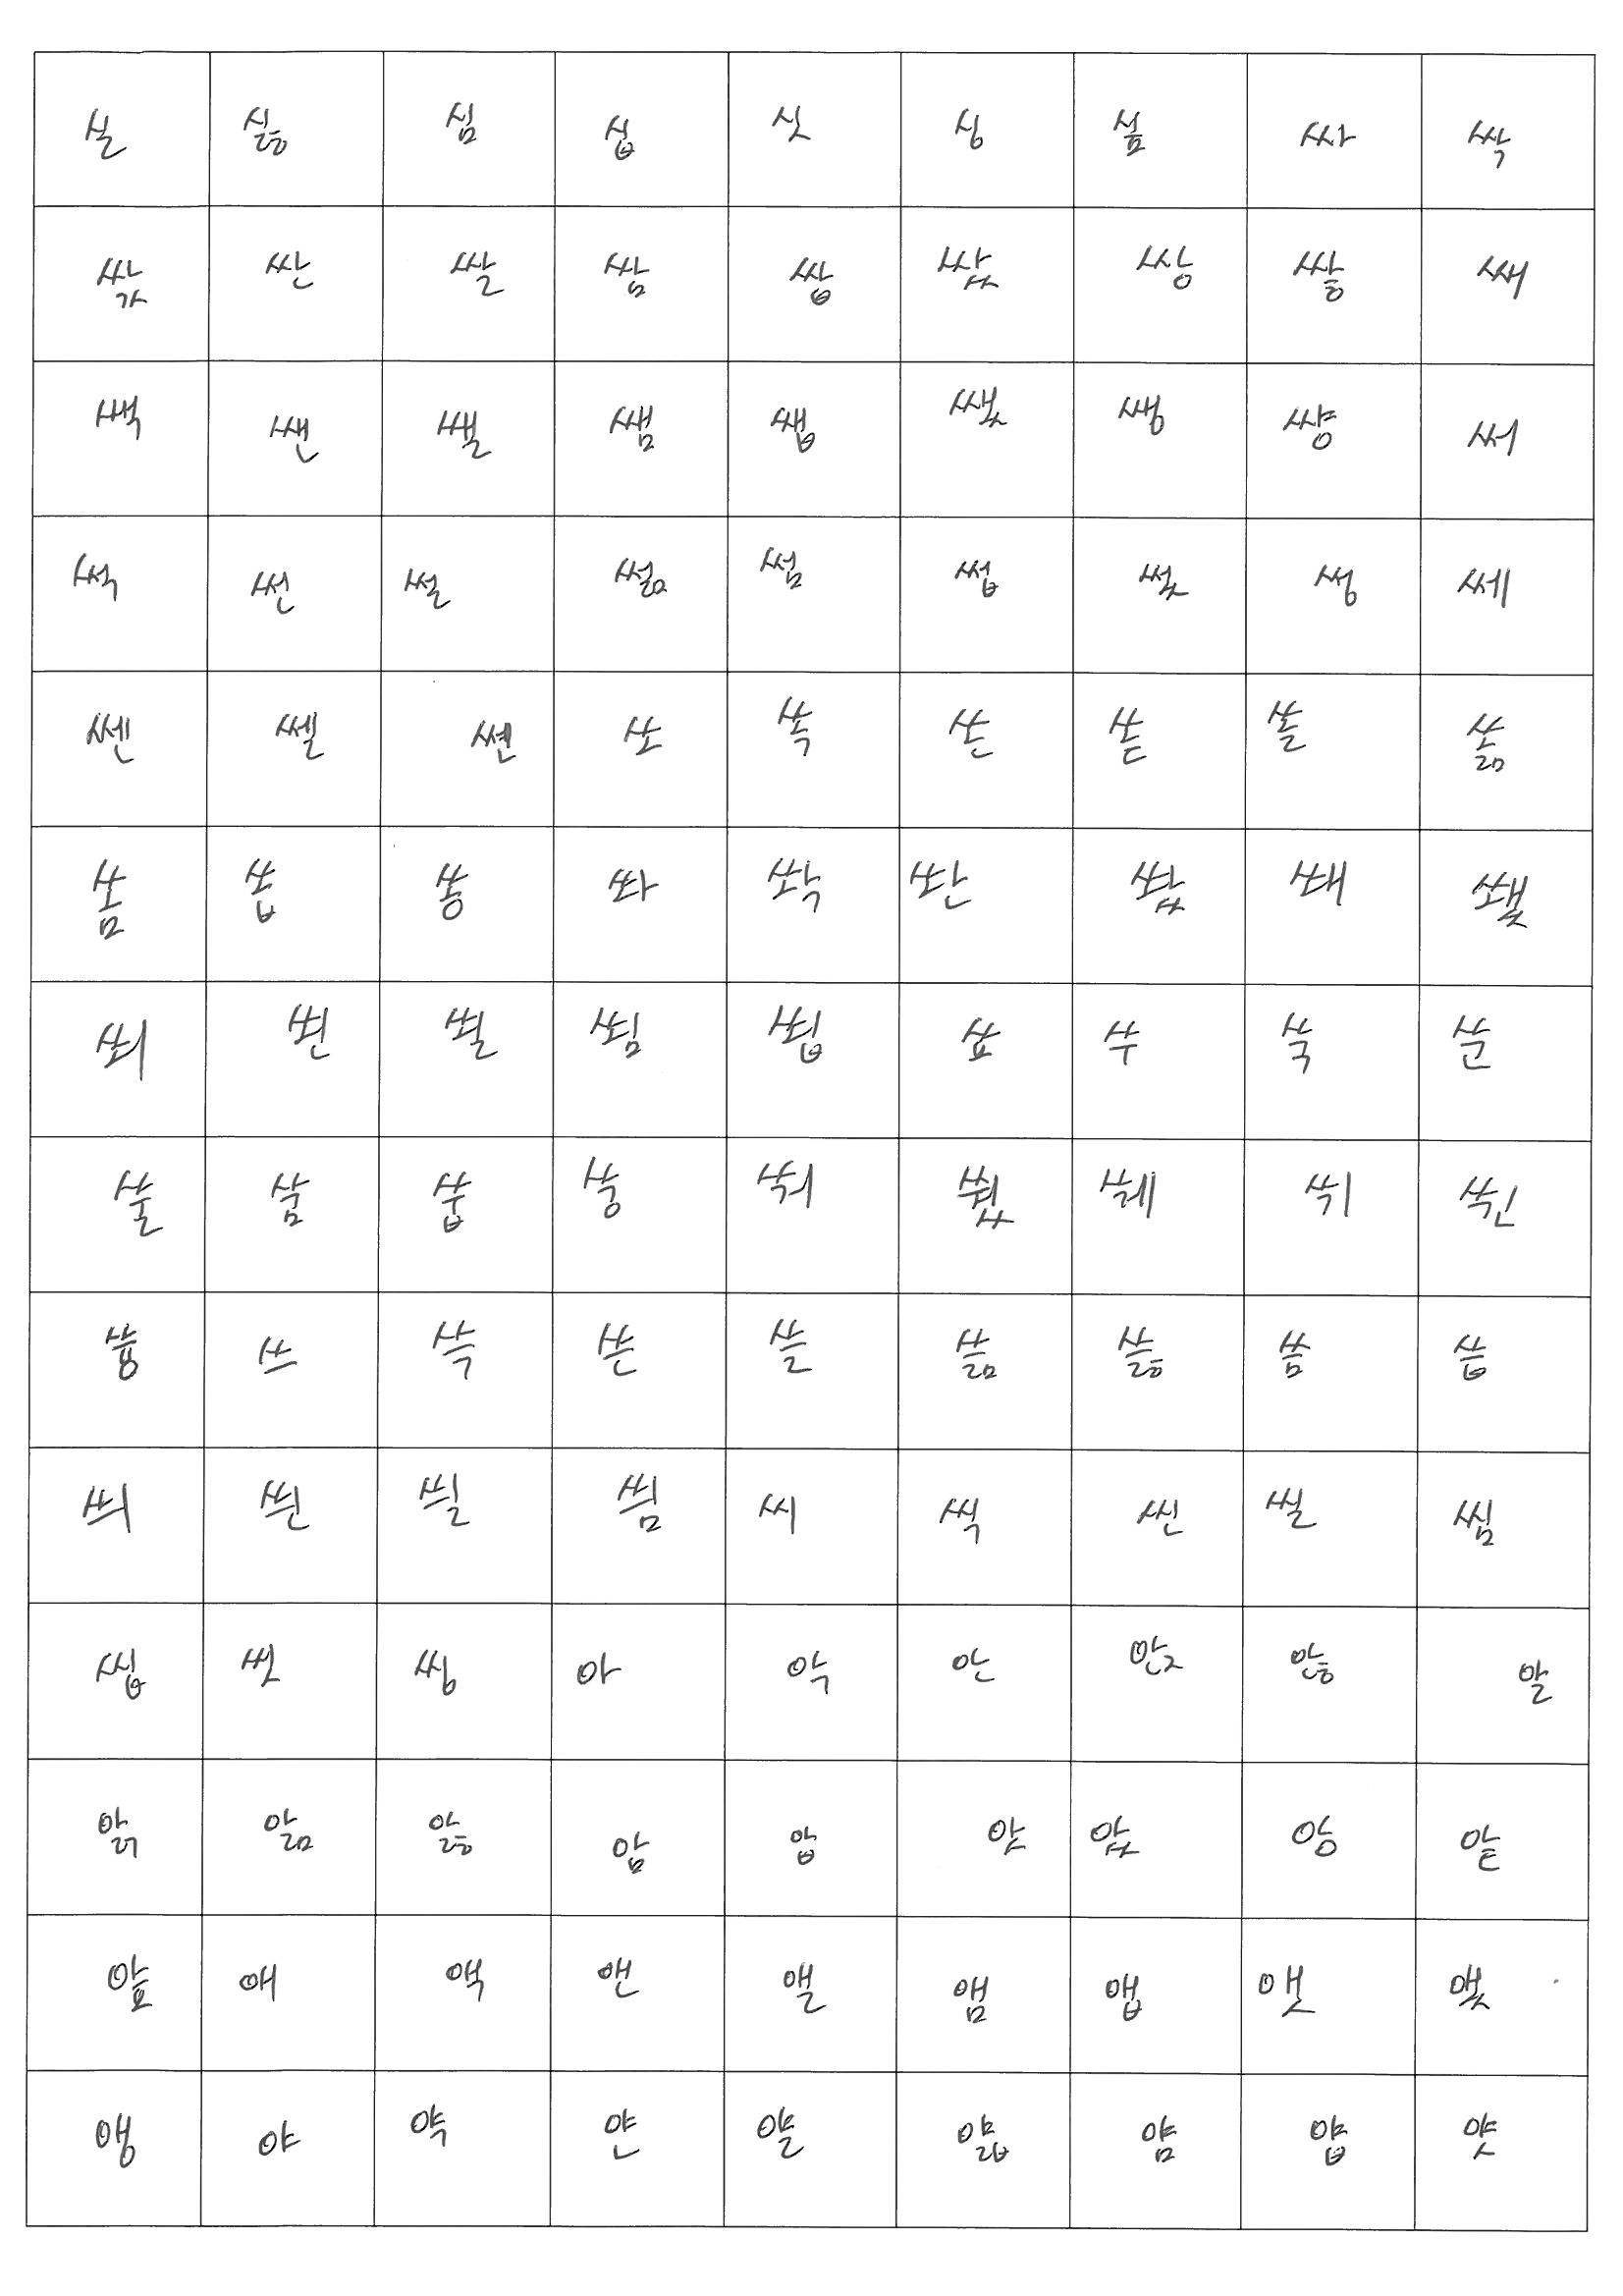 실 싫 심 십 싯 싱 싶 싸 싹
싻 싼 쌀 쌈 쌉 쌌 쌍 쌓 쌔
쌕 쌘 쌜 쌤 쌥 쌨 쌩 썅 써
썩 썬 썰 썲 썸 썹 썼 썽 쎄
쎈 쎌 쏀 쏘 쏙 쏜 쏟 쏠 쏢
쏨 쏩 쏭 쏴 쏵 쏸 쐈 쐐 쐤
쐬 쐰 쐴 쐼 쐽 쑈 쑤 쑥 쑨
쑬 쑴 쑵 쑹 쒀 쒔 쒜 쒸 쒼
쓩 쓰 쓱 쓴 쓸 쓺 쓿 씀 씁
씌 씐 씔 씜 씨 씩 씬 씰 씸
씹 씻 씽 아 악 안 앉 않 알
앍 앎 앓 암 압 앗 았 앙 앝
앞 애 액 앤 앨 앰 앱 앳 앴
앵 야 약 얀 얄 얇 얌 얍 얏